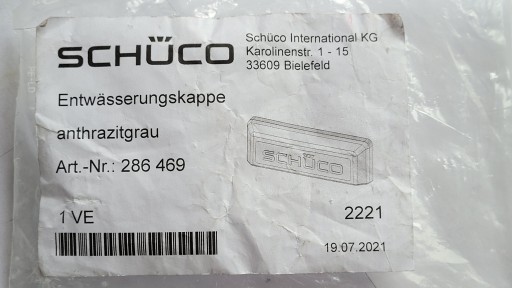 SCHÜCO
Schüco International KG
Karolinenstr. 1 - 15
33609 Bielefeld
Entwässerungskappe
anthrazitgrau
Art.-Nr.: 286 469
SCHÜCO
1 VE
2221
19.07.2021